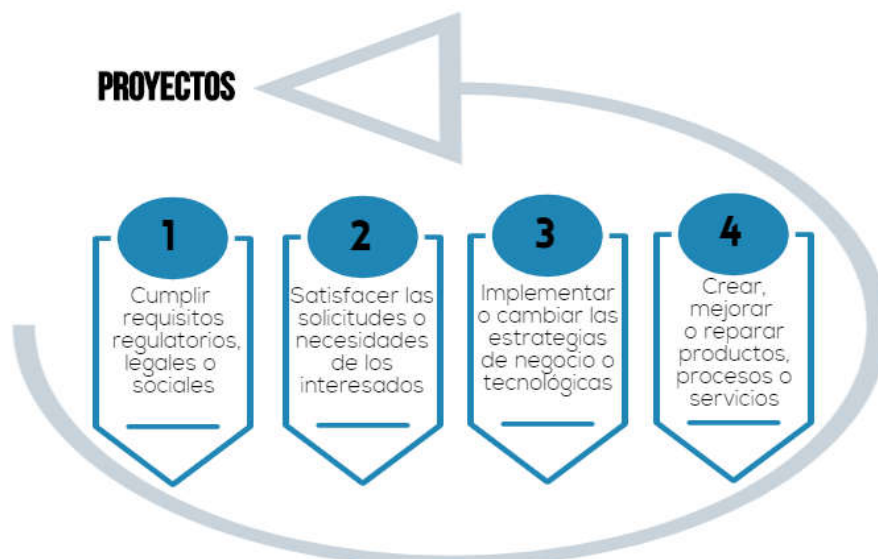 PROYECTOS
1
Cumplir
requisitos
regulatorios,
legales o
sociales
2
Satisfacer las
solicitudes o
necesidades
de los
interesados
3
Implementar
o cambiar las
estrategias
de negocio o
tecnológicas
4
Crear,
mejorar
o reparar
productos,
procesos o
servicios